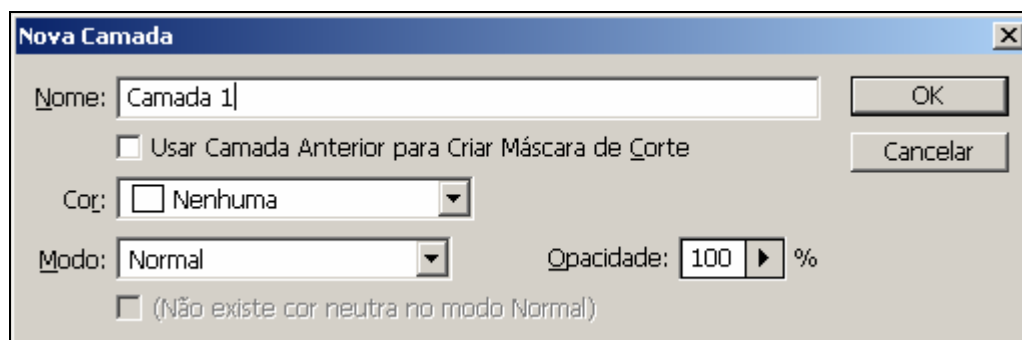 Nova Camada
Nome: Camada 1 OK
Usar Camada Anterior para Criar Máscara de Corte Cancelar
Cor: Nenhuma
Modo: Normal Opacidade: 100 %
(Não existe cor neutra no modo Normal)